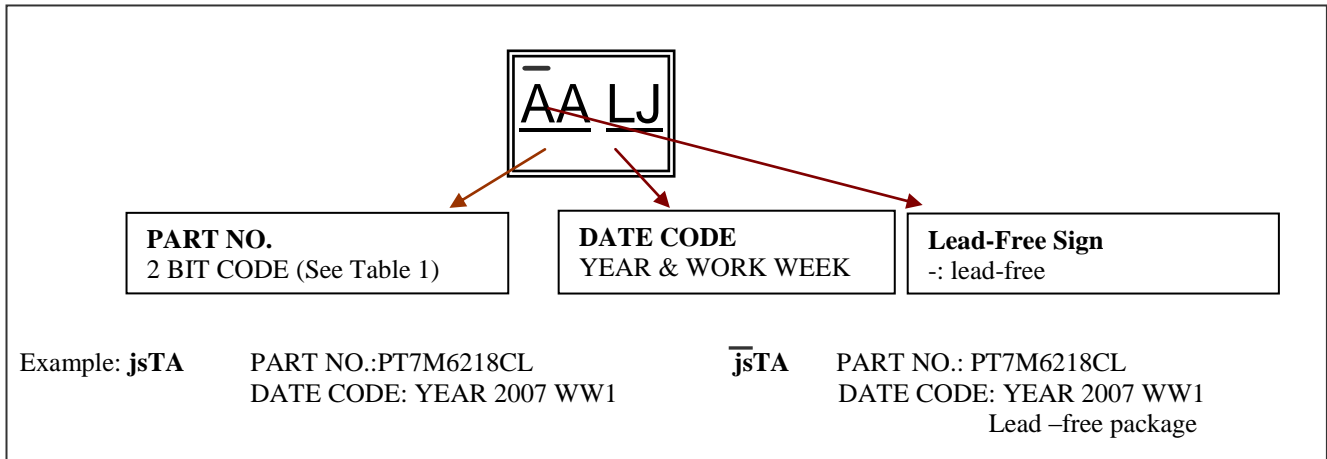 AA LJ
PART NO.
2 BIT CODE (See Table 1)
DATE CODE
YEAR & WORK WEEK
Lead-Free Sign
-: lead-free
Example: jsTA PART NO.:PT7M6218CL
DATE CODE: YEAR 2007 WW1
jsTA PART NO.: PT7M6218CL
DATE CODE: YEAR 2007 WW1
Lead –free package